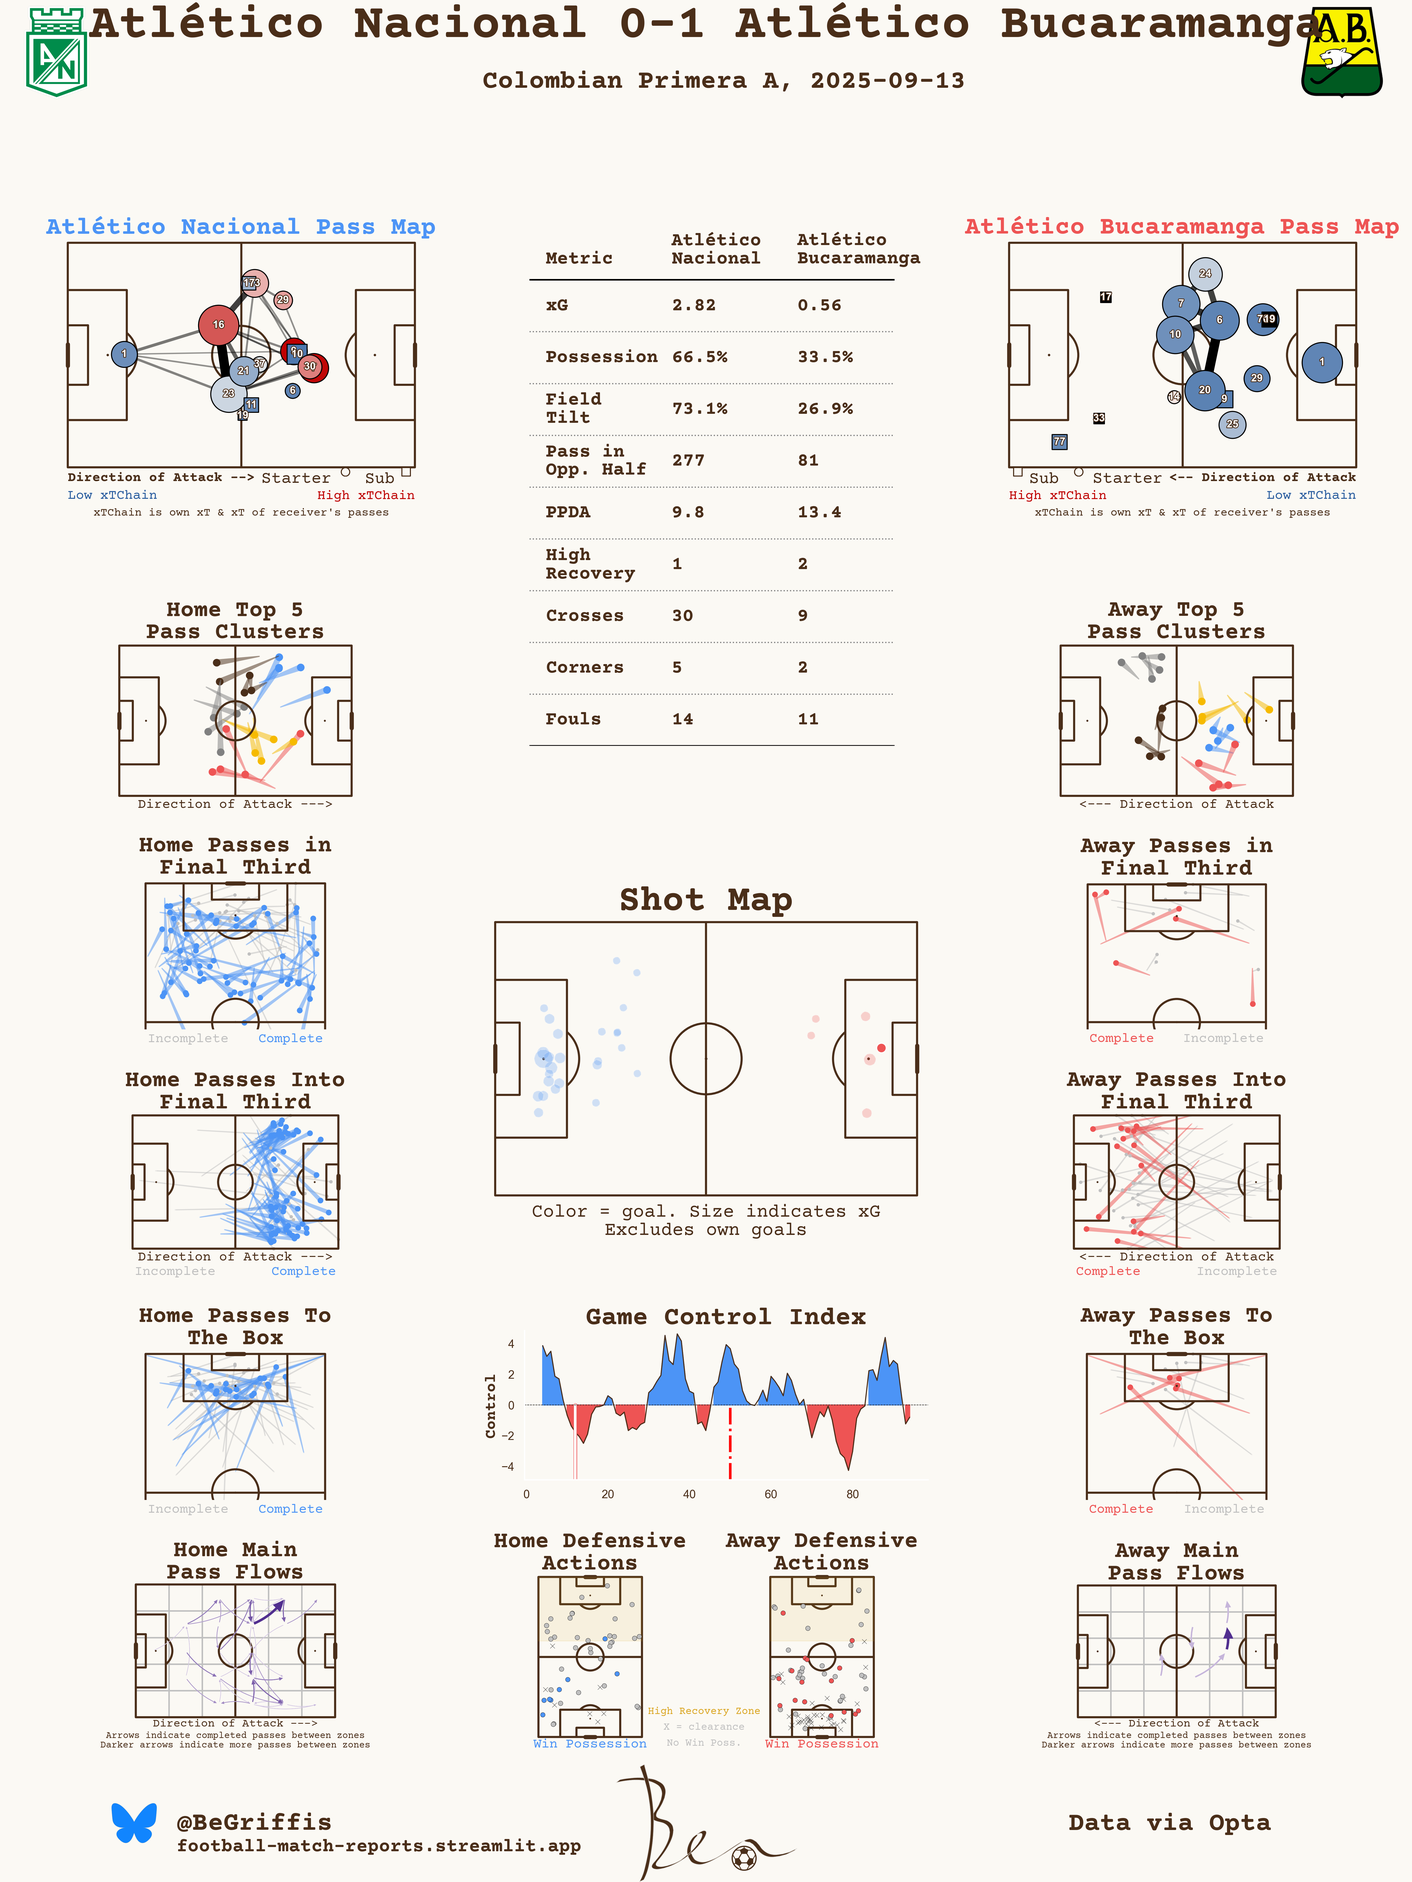 Atlético Nacional 0-1 Atlético Bucaramanga
A.B.
AN
Colombian Primera A, 2025-09-13
Atlético Nacional Pass Map
17
29
16
1
10
30
37
21
6
23
11
19
Direction of Attack --> Starter Sub
Low xTChain High xTChain
xTChain is own xT & xT of receiver's passes
Metric Atlético Nacional Atlético Bucaramanga
xG 2.82 0.56
Possession 66.5% 33.5%
Field Tilt 73.1% 26.9%
Pass in Opp. Half 277 81
PPDA 9.8 13.4
High Recovery 1 2
Crosses 30 9
Corners 5 2
Fouls 14 11
Atlético Bucaramanga Pass Map
24
17
7
6
19
10
1
29
20
14
9
33
25
77
Sub Starter <-- Direction of Attack
High xTChain Low xTChain
xTChain is own xT & xT of receiver's passes
Home Top 5
Pass Clusters
Direction of Attack --->
Away Top 5
Pass Clusters
<--- Direction of Attack
Home Passes in
Final Third
Incomplete Complete
Away Passes in
Final Third
Complete Incomplete
Shot Map
Color = goal. Size indicates xG
Excludes own goals
Home Passes Into
Final Third
Direction of Attack --->
Incomplete Complete
Away Passes Into
Final Third
<--- Direction of Attack
Complete Incomplete
Home Passes To
The Box
Incomplete Complete
Game Control Index
Control
4
2
0
−2
−4
0 20 40 60 80
Away Passes To
The Box
Complete Incomplete
Home Main
Pass Flows
Direction of Attack --->
Arrows indicate completed passes between zones
Darker arrows indicate more passes between zones
Home Defensive
Actions
Win Possession
Away Defensive
Actions
Win Possession
High Recovery Zone
X = clearance
No Win Poss.
Away Main
Pass Flows
<--- Direction of Attack
Arrows indicate completed passes between zones
Darker arrows indicate more passes between zones
@BeGriffis
football-match-reports.streamlit.app
Ben
Data via Opta